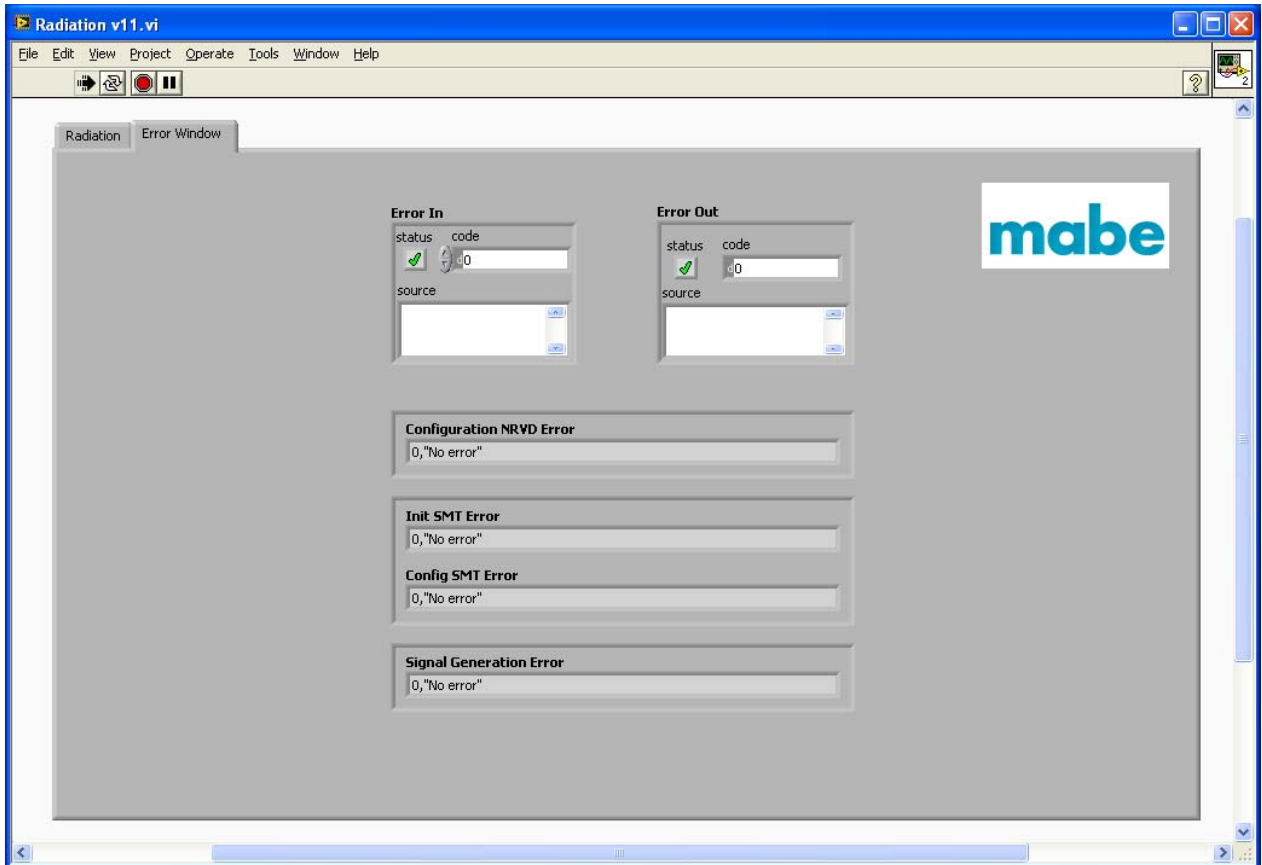 Radiation v11.vi
File Edit View Project Operate Tools Window Help
2
Radiation Error Window
mabe
Error In
status code
d 0
source
Error Out
status code
d 0
source
Configuration NRVD Error
0,"No error"
Init SMT Error
0,"No error"
Config SMT Error
0,"No error"
Signal Generation Error
0,"No error"